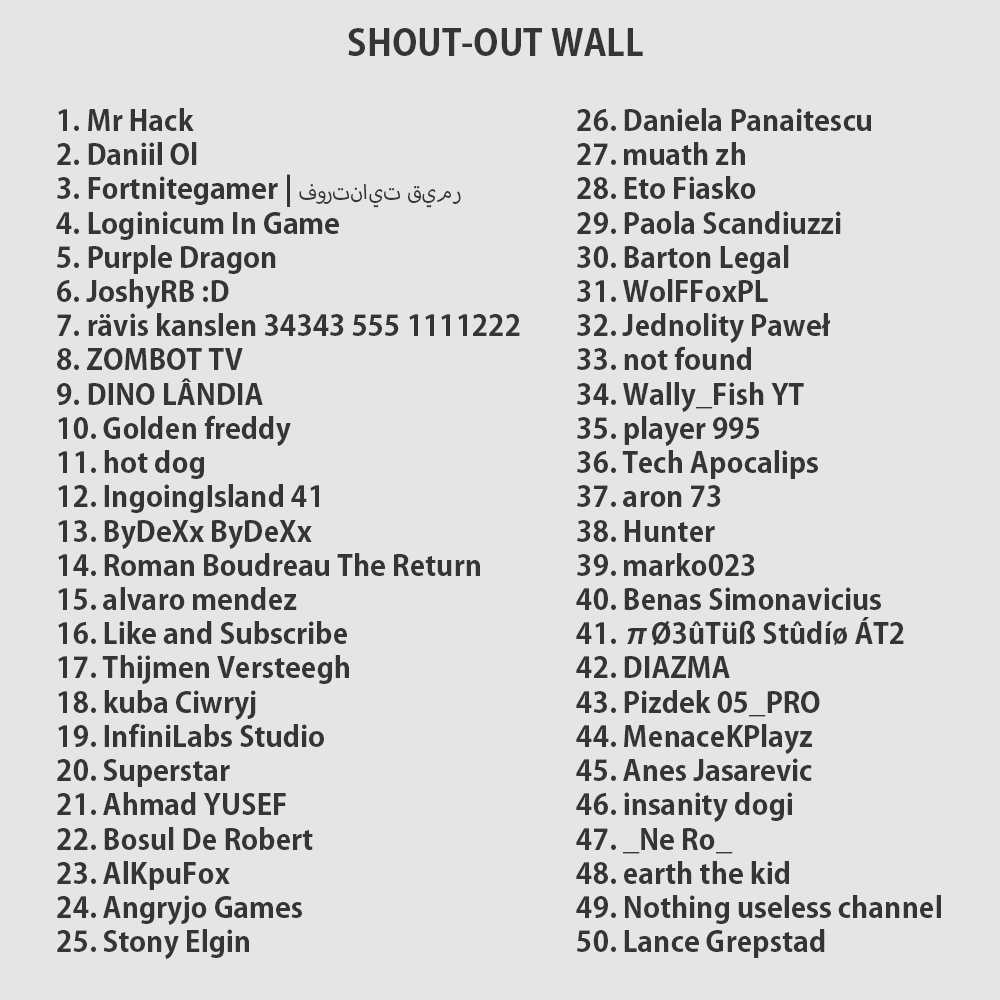 SHOUT-OUT WALL
1. Mr Hack
2. Daniil Ol
3. Fortnitegamer | فورتنايت قيمر
4. Loginicum In Game
5. Purple Dragon
6. JoshyRB :D
7. rävis kanslen 34343 555 1111222
8. ZOMBOT TV
9. DINO LÂNDIA
10. Golden freddy
11. hot dog
12. IngoingIsland 41
13. ByDeXx ByDeXx
14. Roman Boudreau The Return
15. alvaro mendez
16. Like and Subscribe
17. Thijmen Versteegh
18. kuba Ciwryj
19. InfiniLabs Studio
20. Superstar
21. Ahmad YUSEF
22. Bosul De Robert
23. AlKpuFox
24. Angryjo Games
25. Stony Elgin
26. Daniela Panaitescu
27. muath zh
28. Eto Fiasko
29. Paola Scandiuzzi
30. Barton Legal
31. WolFFoxPL
32. Jednolity Paweł
33. not found
34. Wally_Fish YT
35. player 995
36. Tech Apocalips
37. aron 73
38. Hunter
39. marko023
40. Benas Simonavicius
41. π Ø3ûTüß Stûdíø ÁT2
42. DIAZMA
43. Pizdek 05_PRO
44. MenaceKPlayz
45. Anes Jasarevic
46. insanity dogi
47. _Ne Ro_
48. earth the kid
49. Nothing useless channel
50. Lance Grepstad